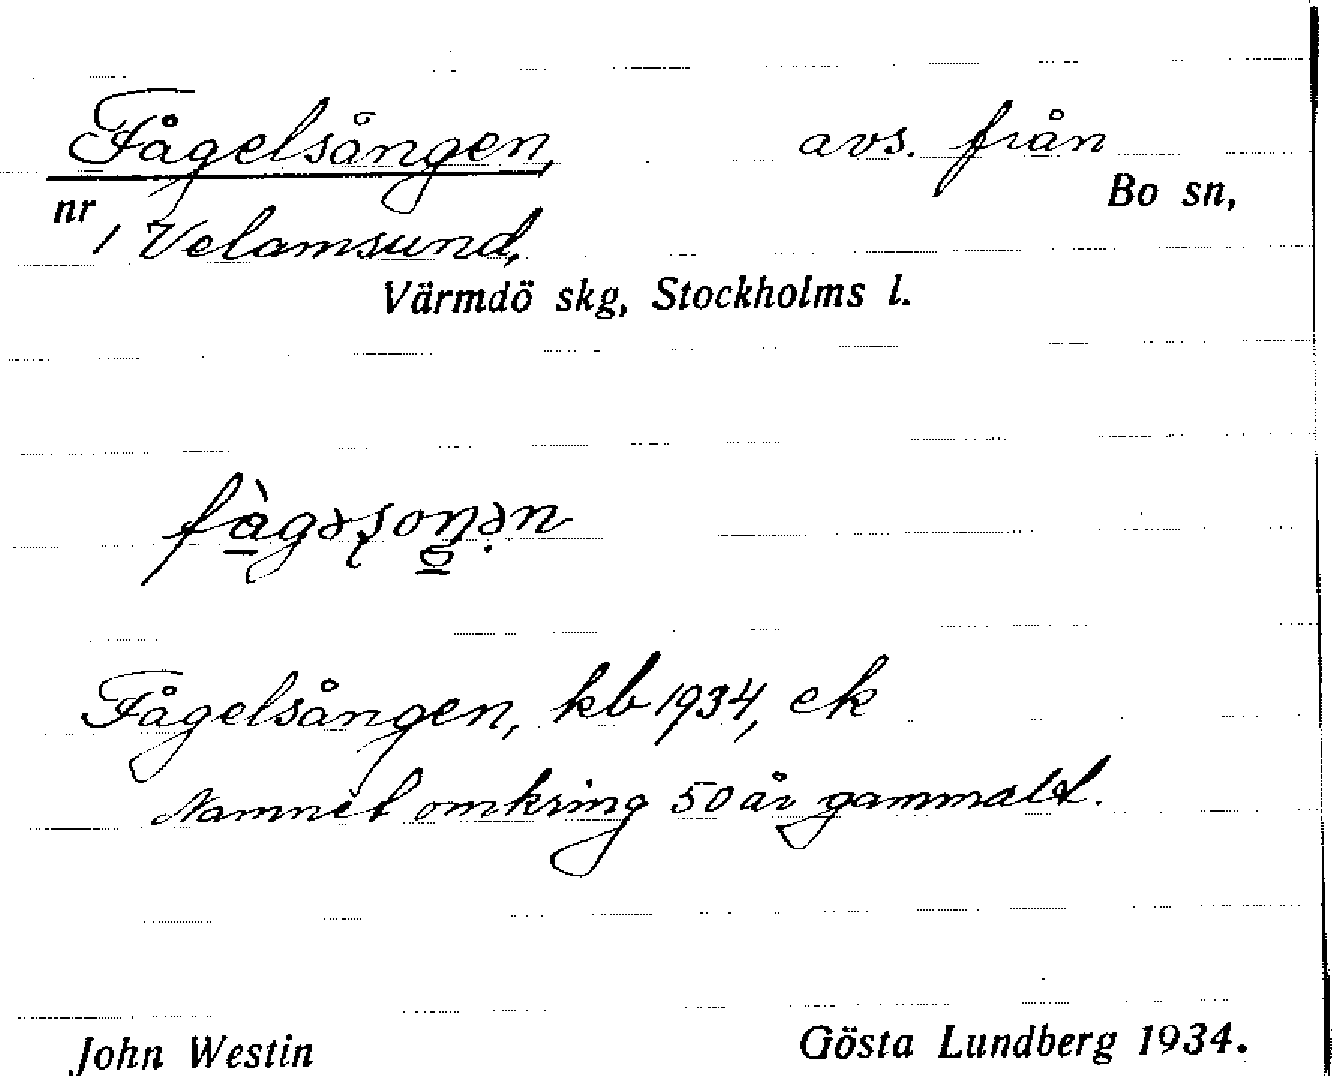 Fågelsången, avs. från
Bo sn,
nr 1 Velamsund,
Värmdö skg, Stockholms l.
Fågelsången, kb 1934, ek
Namnet omkring 50 år gammalt.
John Westin Gösta Lundberg 1934.